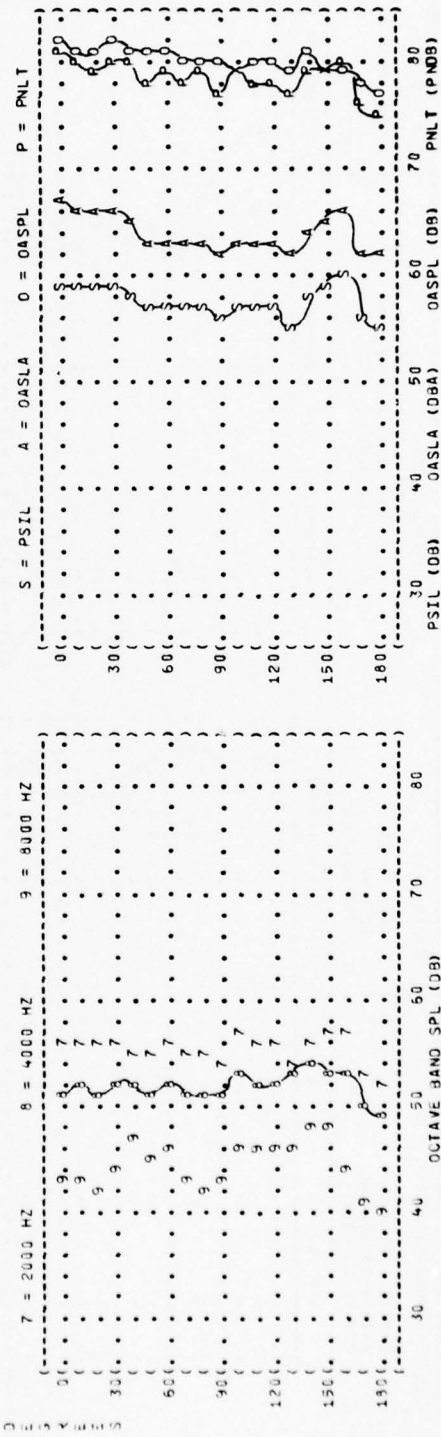 7 = 2000 HZ 8 = 4000 HZ 9 = 8000 HZ
0
30
60
90
120
150
180
30 40 50 60 70 80
OCTAVE BAND SPL (DB)
S = PSIL A = OASLA O = OASPL P = PNLT
0
30
60
90
120
150
180
30 40 50 60 70 80
PSIL (DB) OASLA (DBA) OASPL (DB) PNLT (PNDB)